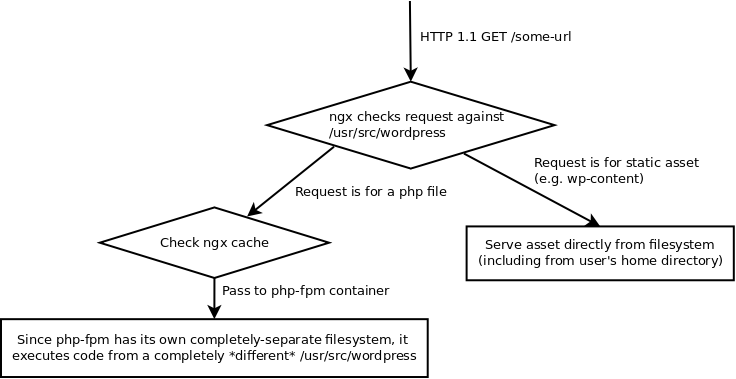 HTTP 1.1 GET /some-url
ngx checks request against
/usr/src/wordpress
Request is for static asset
(e.g. wp-content)
Request is for a php file
Check ngx cache
Serve asset directly from filesystem
(including from user's home directory)
Pass to php-fpm container
Since php-fpm has its own completely-separate filesystem, it
executes code from a completely *different* /usr/src/wordpress